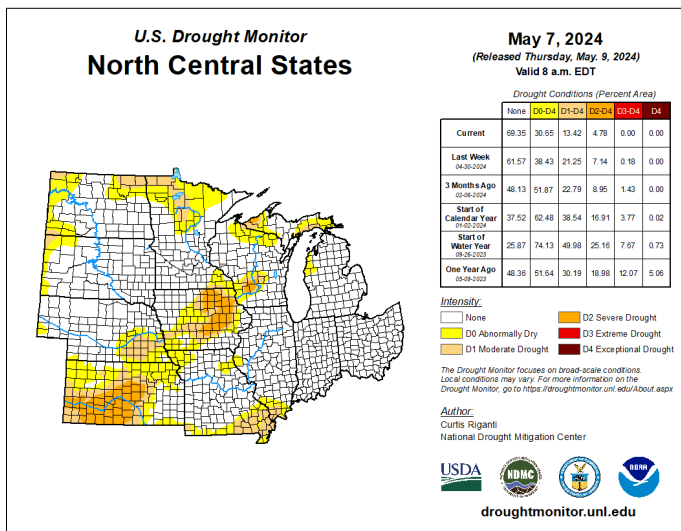 U.S. Drought Monitor
North Central States
May 7, 2024
(Released Thursday, May. 9, 2024)
Valid 8 a.m. EDT
Drought Conditions (Percent Area)
None D0-D4 D1-D4 D2-D4 D3-D4 D4
Current 69.35 30.65 13.42 4.78 0.00 0.00
Last Week 04-30-2024 61.57 38.43 21.25 7.14 0.18 0.00
3 Months Ago 02-06-2024 48.13 51.87 22.79 8.95 1.43 0.00
Start of Calendar Year 01-02-2024 37.52 62.48 38.54 16.91 3.77 0.02
Start of Water Year 09-26-2023 25.87 74.13 49.98 25.16 7.67 0.73
One Year Ago 05-09-2023 48.36 51.64 30.19 18.98 12.07 5.06
Intensity:
None
D0 Abnormally Dry
D1 Moderate Drought
D2 Severe Drought
D3 Extreme Drought
D4 Exceptional Drought
The Drought Monitor focuses on broad-scale conditions.
Local conditions may vary. For more information on the
Drought Monitor, go to https://droughtmonitor.unl.edu/About.aspx
Author:
Curtis Riganti
National Drought Mitigation Center
USDA
NDMC
NOAA
droughtmonitor.unl.edu